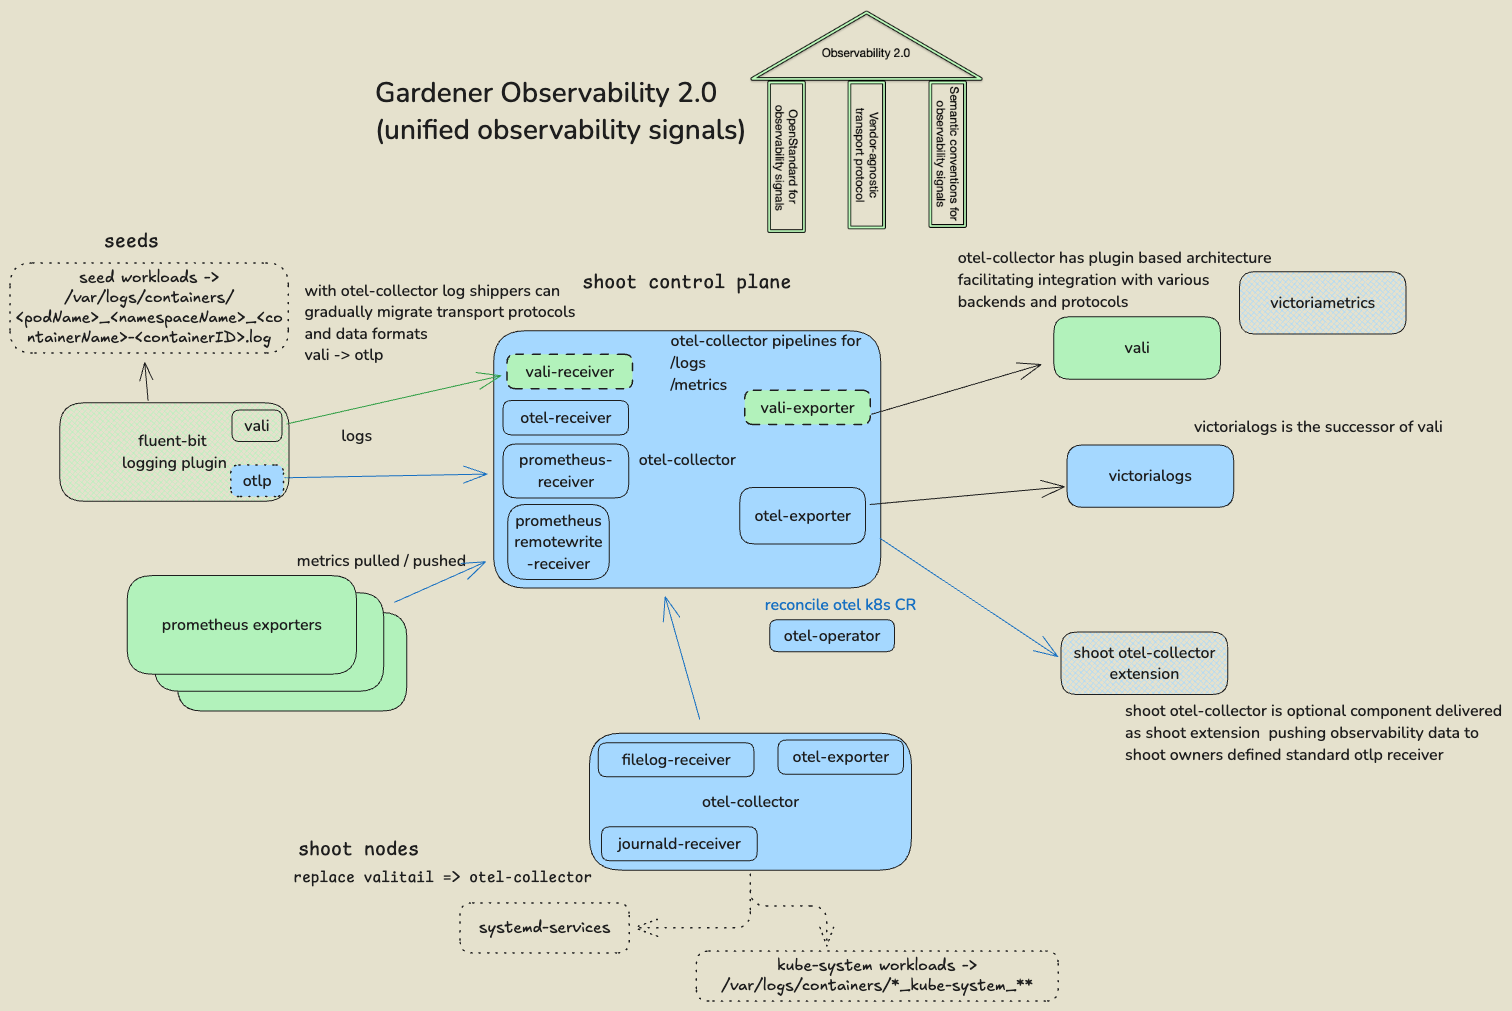 Observability 2.0
Gardener Observability 2.0
(unified observability signals)
OpenStandard for
observability signals
Vendor-agnostic
transport protocol
Semantic conventions for
observability signals
seeds
seed workloads ->
/var/logs/containers/
<podName>_<namespaceName>_<co
ntainerName>-<containerID>.log
with otel-collector log shippers can
gradually migrate transport protocols
and data formats
vali -> otlp
shoot control plane
otel-collector has plugin based architecture
facilitating integration with various
backends and protocols
victoriametrics
vali
otel-collector pipelines for
/logs
/metrics
vali-receiver
otel-receiver
prometheus-
receiver
prometheus
remotewrite
-receiver
otel-collector
vali-exporter
otel-exporter
fluent-bit
logging plugin
vali
otlp
logs
victorialogs is the successor of vali
victorialogs
metrics pulled / pushed
prometheus exporters
reconcile otel k8s CR
otel-operator
shoot otel-collector
extension
shoot otel-collector is optional component delivered
as shoot extension  pushing observability data to
shoot owners defined standard otlp receiver
filelog-receiver
otel-exporter
otel-collector
journald-receiver
shoot nodes
replace valitail => otel-collector
systemd-services
kube-system workloads ->
/var/logs/containers/*_kube-system_**